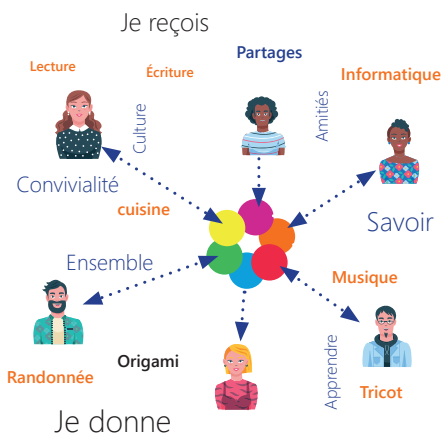 Je reçois
Partages
Lecture
Écriture
Informatique
Culture
Amitiés
Convivialité
cuisine
Savoir
Ensemble
Musique
Origami
Apprendre
Randonnée
Tricot
Je donne